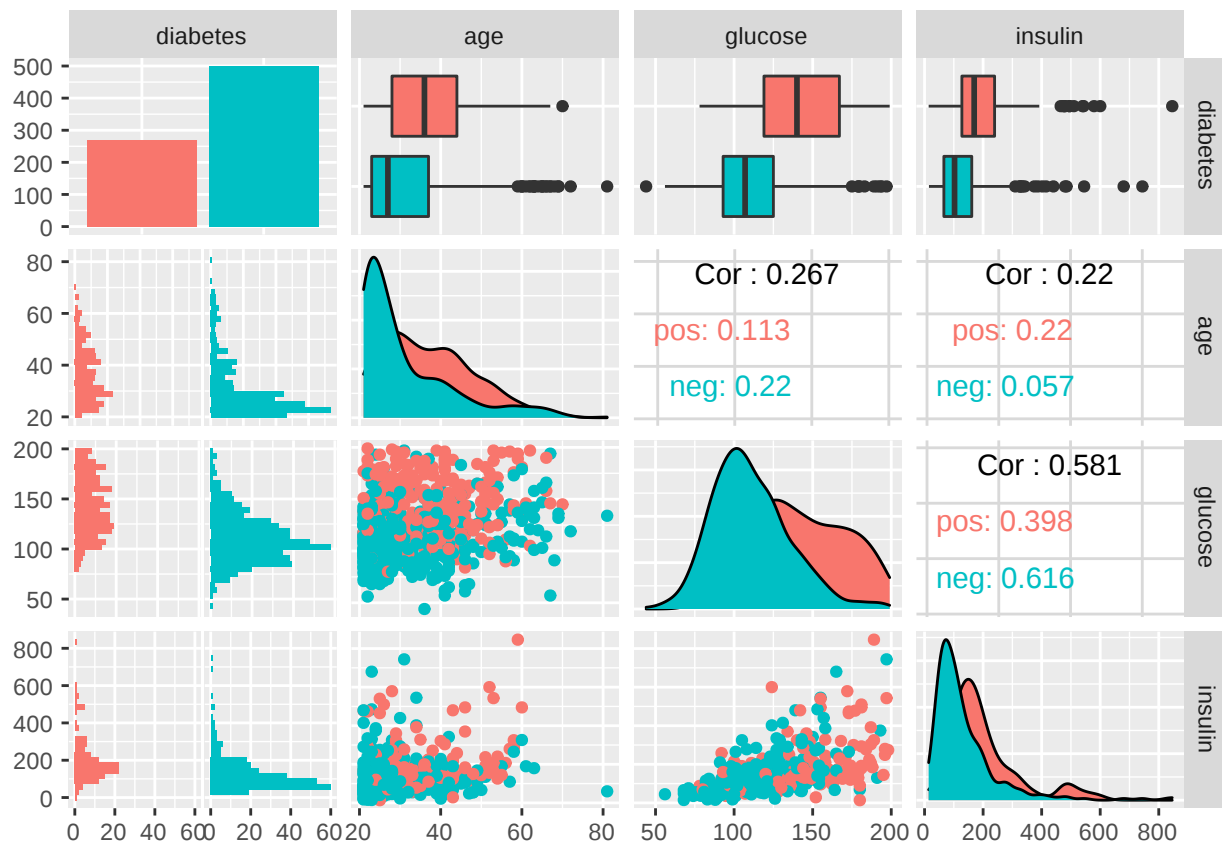 diabetes age glucose insulin
500
400
300
200
100
0
diabetes
80
60
40
20
Cor : 0.267
pos: 0.113
neg: 0.22
Cor : 0.22
pos: 0.22
neg: 0.057
age
200
150
100
50
Cor : 0.581
pos: 0.398
neg: 0.616
glucose
800
600
400
200
0
insulin
0 20 40 60 0 20 40 60 20 40 60 80 50 100 150 200 0 200 400 600 800